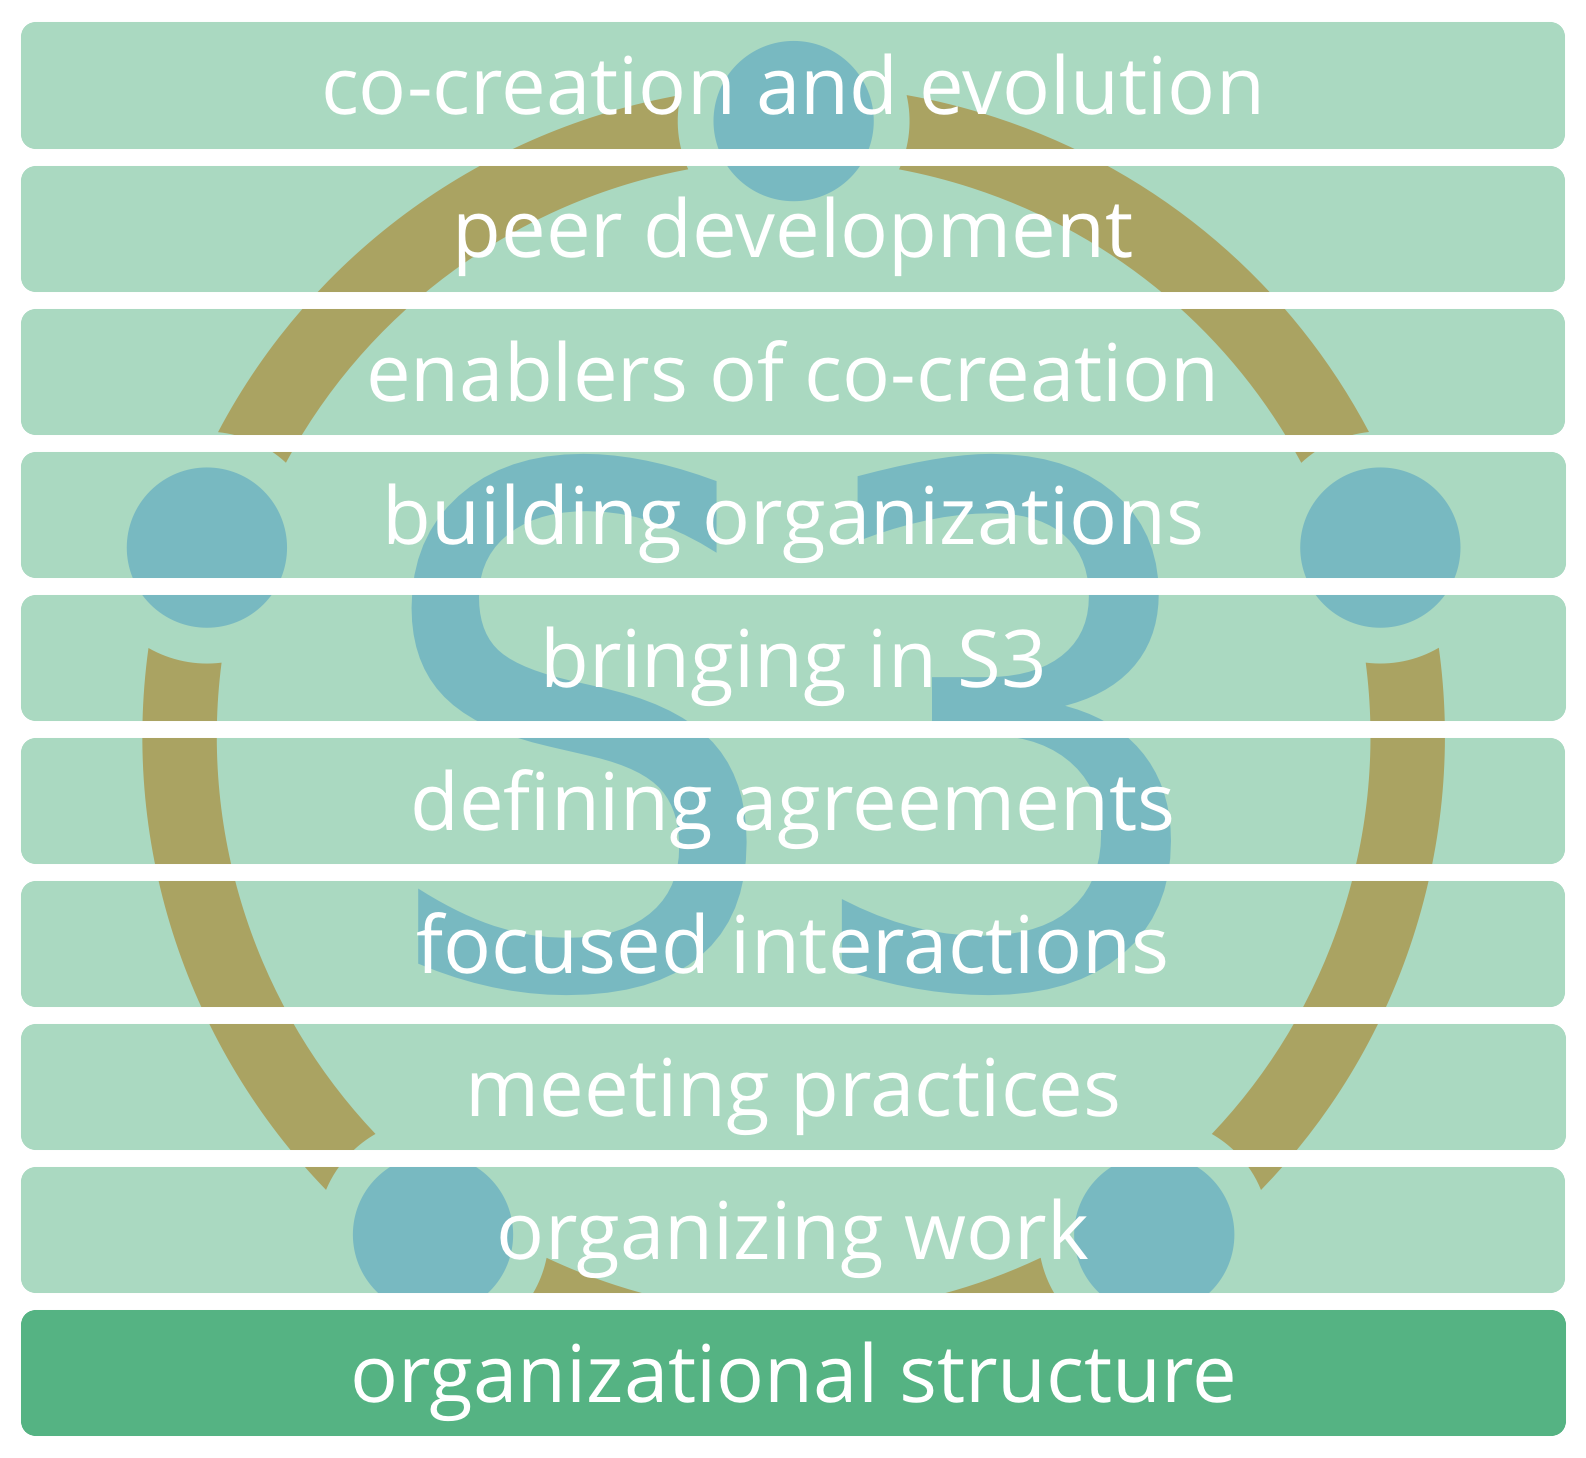 co-creation and evolution
peer development
enablers of co-creation
building organizations
bringing in S3
defining agreements
focused interactions
meeting practices
organizing work
organizational structure
S3